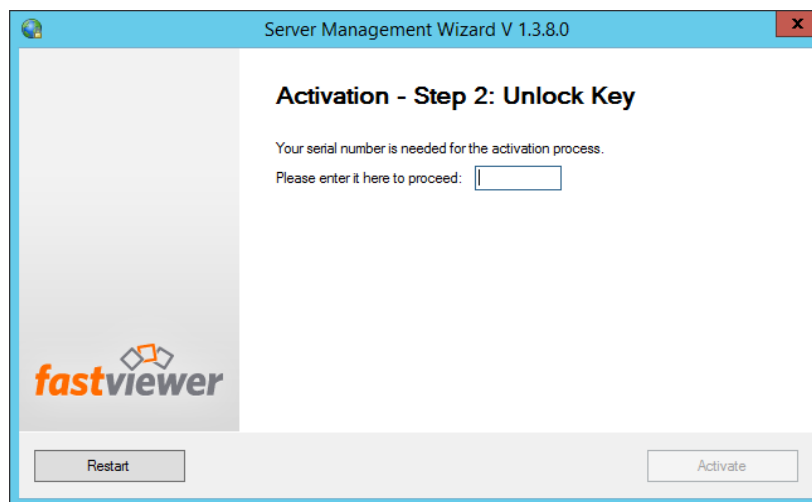 Server Management Wizard V 1.3.8.0
x
Activation - Step 2: Unlock Key
Your serial number is needed for the activation process.
Please enter it here to proceed:
fastviewer
Restart
Activate